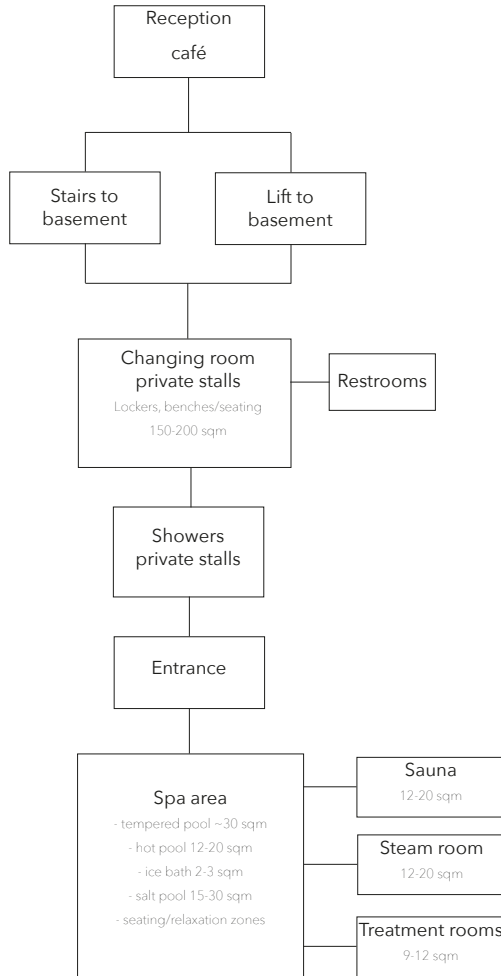 Reception
café
Stairs to
basement
Lift to
basement
Changing room
private stalls
Lockers, benches/seating
150-200 sqm
Restrooms
Showers
private stalls
Entrance
Spa area
- tempered pool ~30 sqm
- hot pool 12-20 sqm
- ice bath 2-3 sqm
- salt pool 15-30 sqm
- seating/relaxation zones
Sauna
12-20 sqm
Steam room
12-20 sqm
Treatment rooms
9-12 sqm